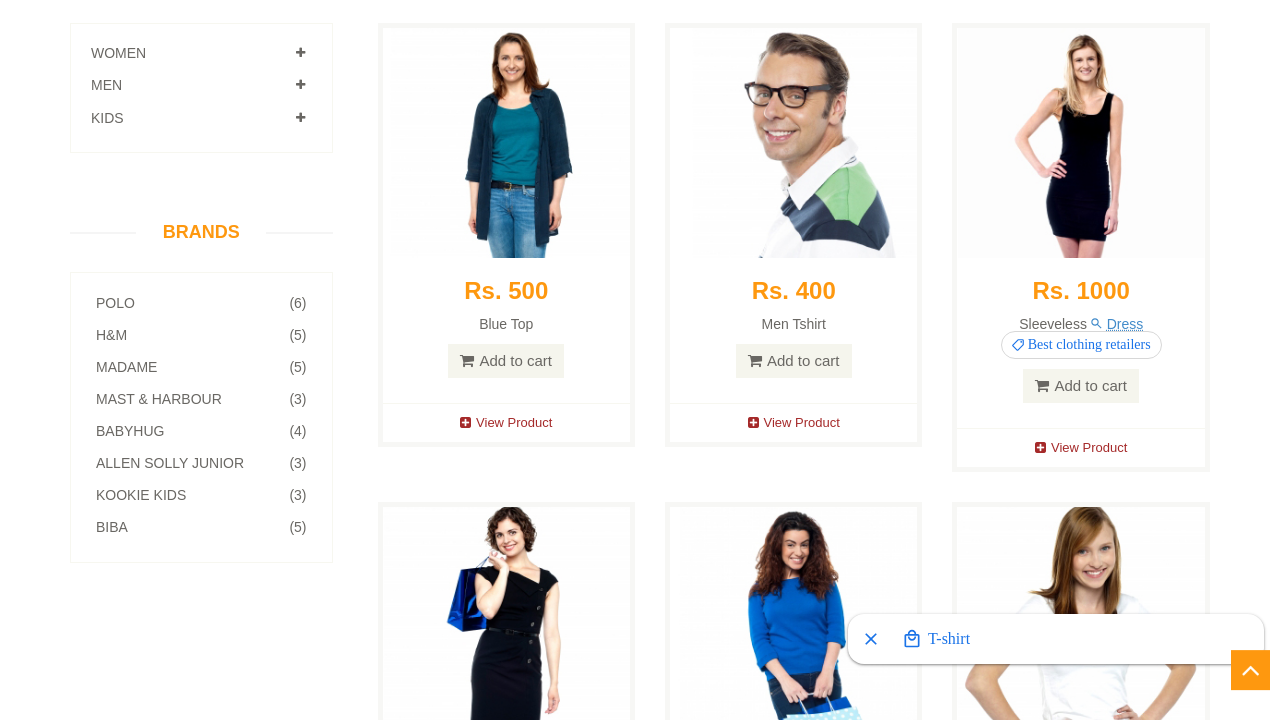 WOMEN
MEN
KIDS
BRANDS
POLO (6)
H&M (5)
MADAME (5)
MAST & HARBOUR (3)
BABYHUG (4)
ALLEN SOLLY JUNIOR (3)
KOOKIE KIDS (3)
BIBA (5)
Rs. 500
Blue Top
Add to cart
View Product
Rs. 400
Men Tshirt
Add to cart
View Product
Rs. 1000
Sleeveless Dress
Best clothing retailers
Add to cart
View Product
T-shirt